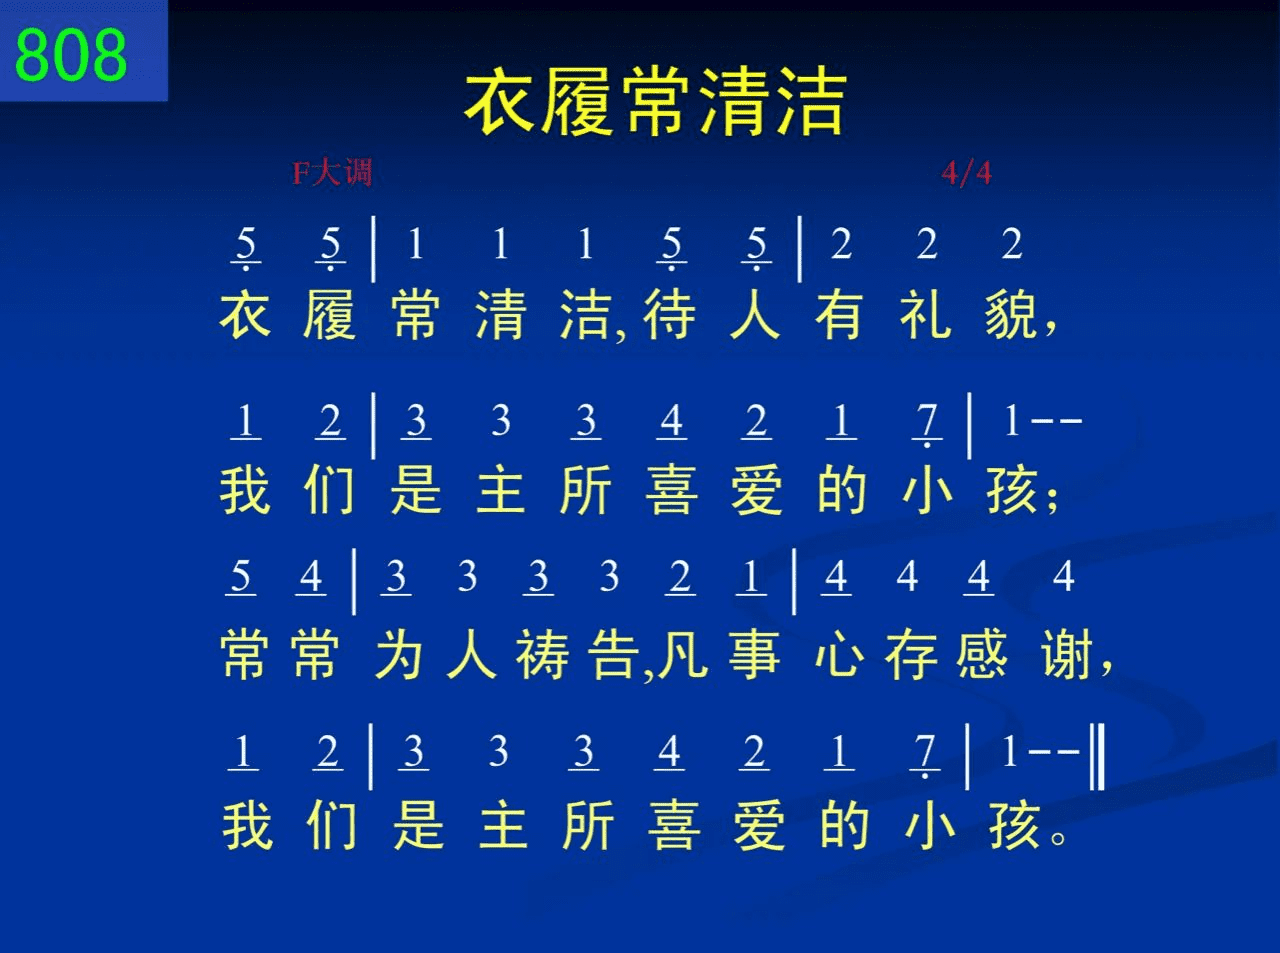 808
衣履常清洁
F大调 4/4
5 5 | 1 1 1 5 5 | 2 2 2
衣履常清洁,待人有礼貌，
1 2 | 3 3 3 4 2 1 7 | 1--
我们是主所喜爱的小孩；
5 4 | 3 3 3 3 2 1 | 4 4 4 4
常常为人祷告,凡事心存感谢，
1 2 | 3 3 3 4 2 1 7 | 1--‖
我们是主所喜爱的小孩。